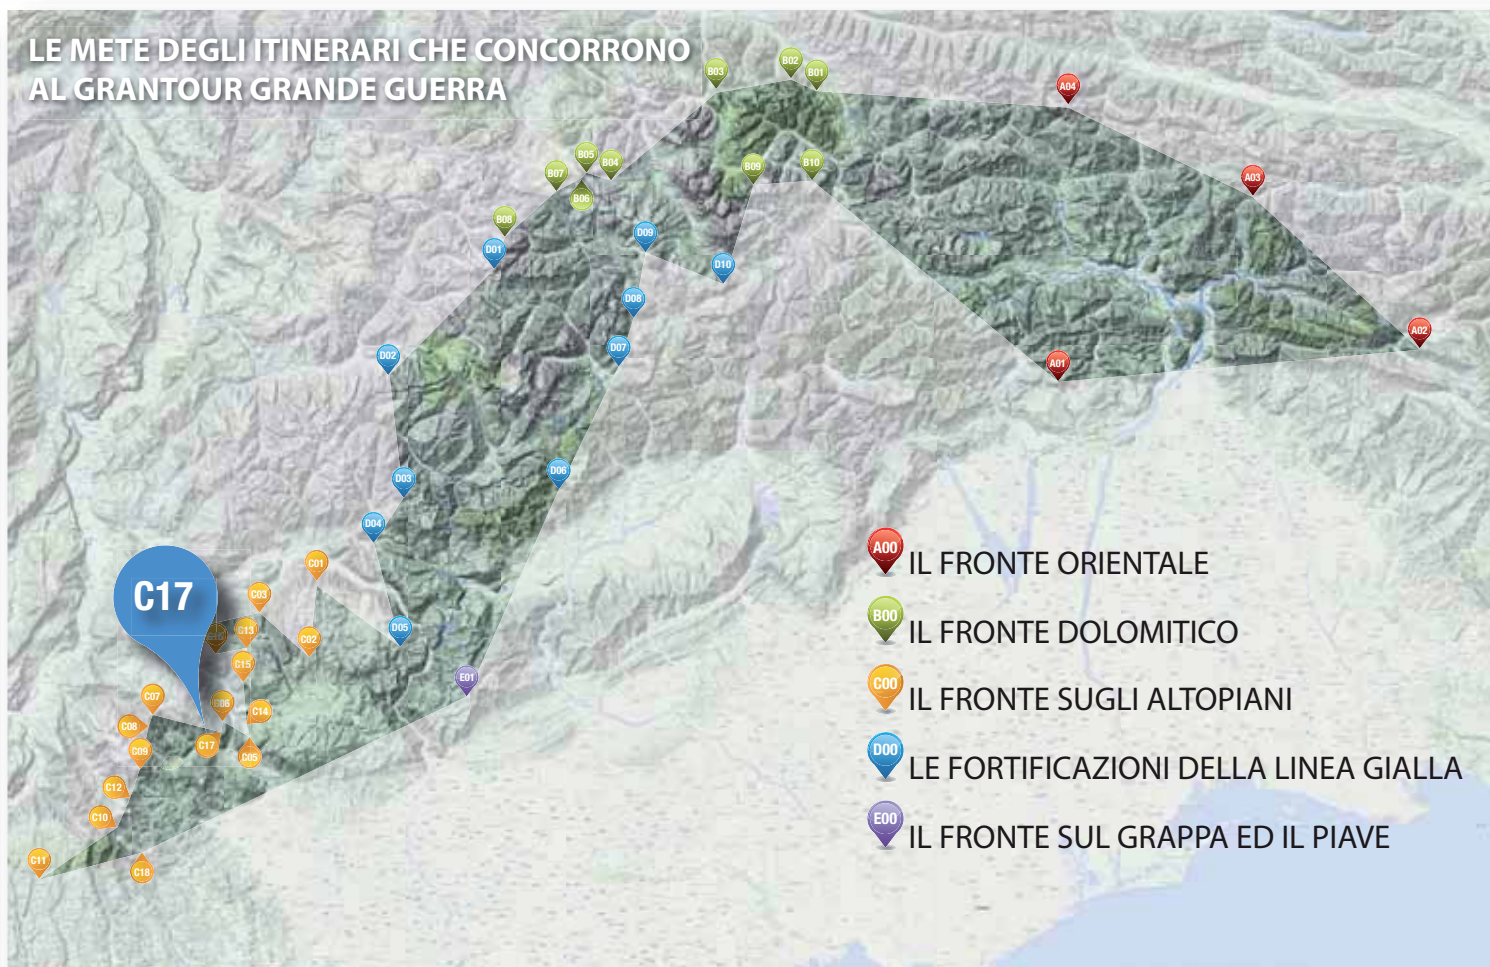 LE METE DEGLI ITINERARI CHE CONCORRONO
AL GRANTOUR GRANDE GUERRA
B03
B02
B01
A04
B05
B04
B07
B06
B09
B10
A03
B08
D01
D09
D10
D08
D07
D02
A02
A01
D06
D03
D04
C01
C17
C03
C13
C02
D05
C15
E01
C07
C06
C14
C08
C17
C09
C05
C12
C10
C11
C18
A00 IL FRONTE ORIENTALE
B00 IL FRONTE DOLOMITICO
C00 IL FRONTE SUGLI ALTOPIANI
D00 LE FORTIFICAZIONI DELLA LINEA GIALLA
E00 IL FRONTE SUL GRAPPA ED IL PIAVE